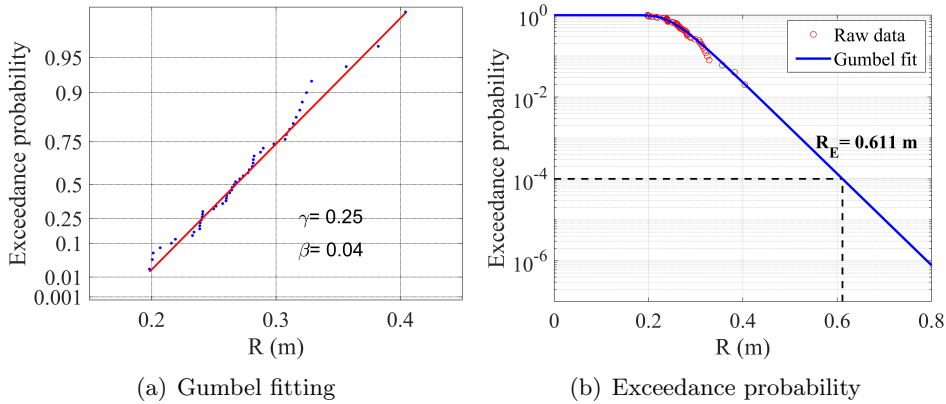 Exceedance probability
0.95
0.9
0.75
0.5
0.25
0.1
0.01
0.001
γ= 0.25
β= 0.04
0.2
0.3
0.4
R (m)
(a) Gumbel fitting
Exceedance probability
10^0
10^-2
10^-4
10^-6
Raw data
Gumbel fit
R_E= 0.611 m
0
0.2
0.4
0.6
0.8
R (m)
(b) Exceedance probability